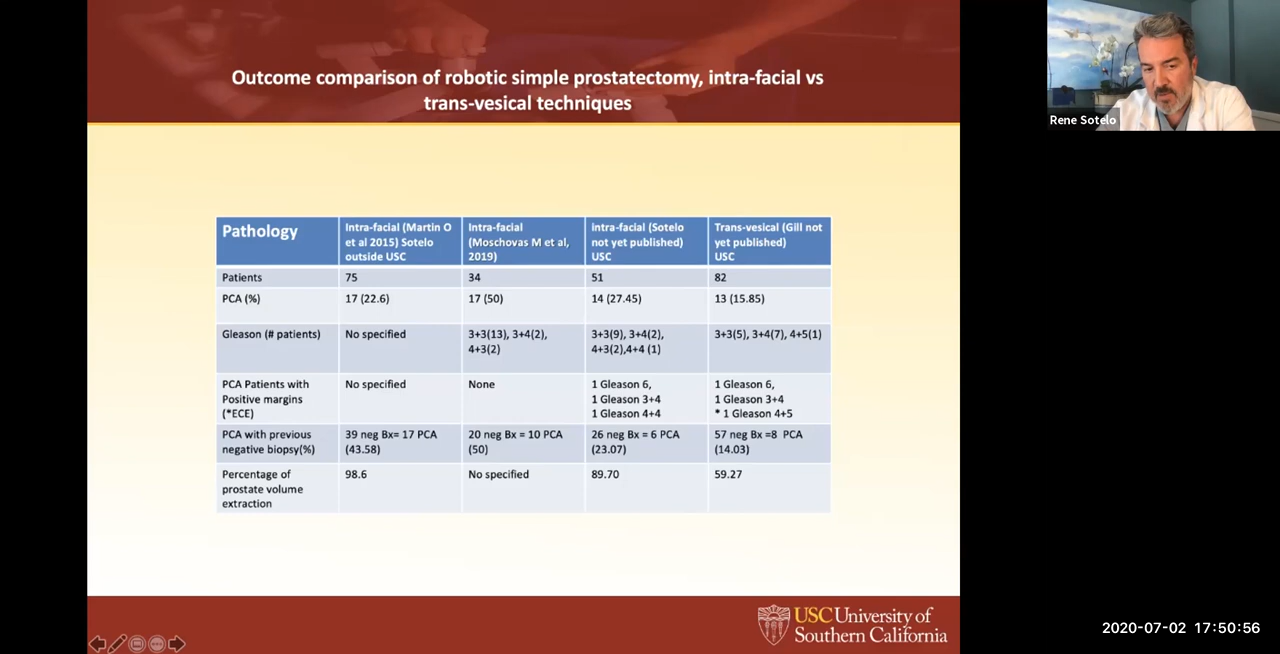 Outcome comparison of robotic simple prostatectomy, intra-facial vs
trans-vesical techniques
Rene Sotelo
Pathology
Intra-facial (Martin O
et al 2015) Sotelo
outside USC
Intra-facial
(Moschovas M et al,
2019)
Intra-facial (Sotelo
not yet published)
USC
Trans-vesical (Gill not
yet published)
USC
Patients
75
34
51
82
PCA (%)
17 (22.6)
17 (50)
14 (27.45)
13 (15.85)
Gleason (# patients)
No specified
3+3(13), 3+4(2),
4+3(2)
3+3(9), 3+4(2),
4+3(2),4+4 (1)
3+3(5), 3+4(7), 4+5(1)
PCA Patients with
Positive margins
(*ECE)
No specified
None
1 Gleason 6,
1 Gleason 3+4
1 Gleason 4+4
1 Gleason 6,
1 Gleason 3+4
* 1 Gleason 4+5
PCA with previous
negative biopsy(%)
39 neg Bx= 17 PCA
(43.58)
20 neg Bx = 10 PCA
(50)
26 neg Bx = 6 PCA
(23.07)
57 neg Bx =8 PCA
(14.03)
Percentage of
prostate volume
extraction
98.6
No specified
89.70
59.27
USC University of
Southern California
2020-07-02 17:50:56